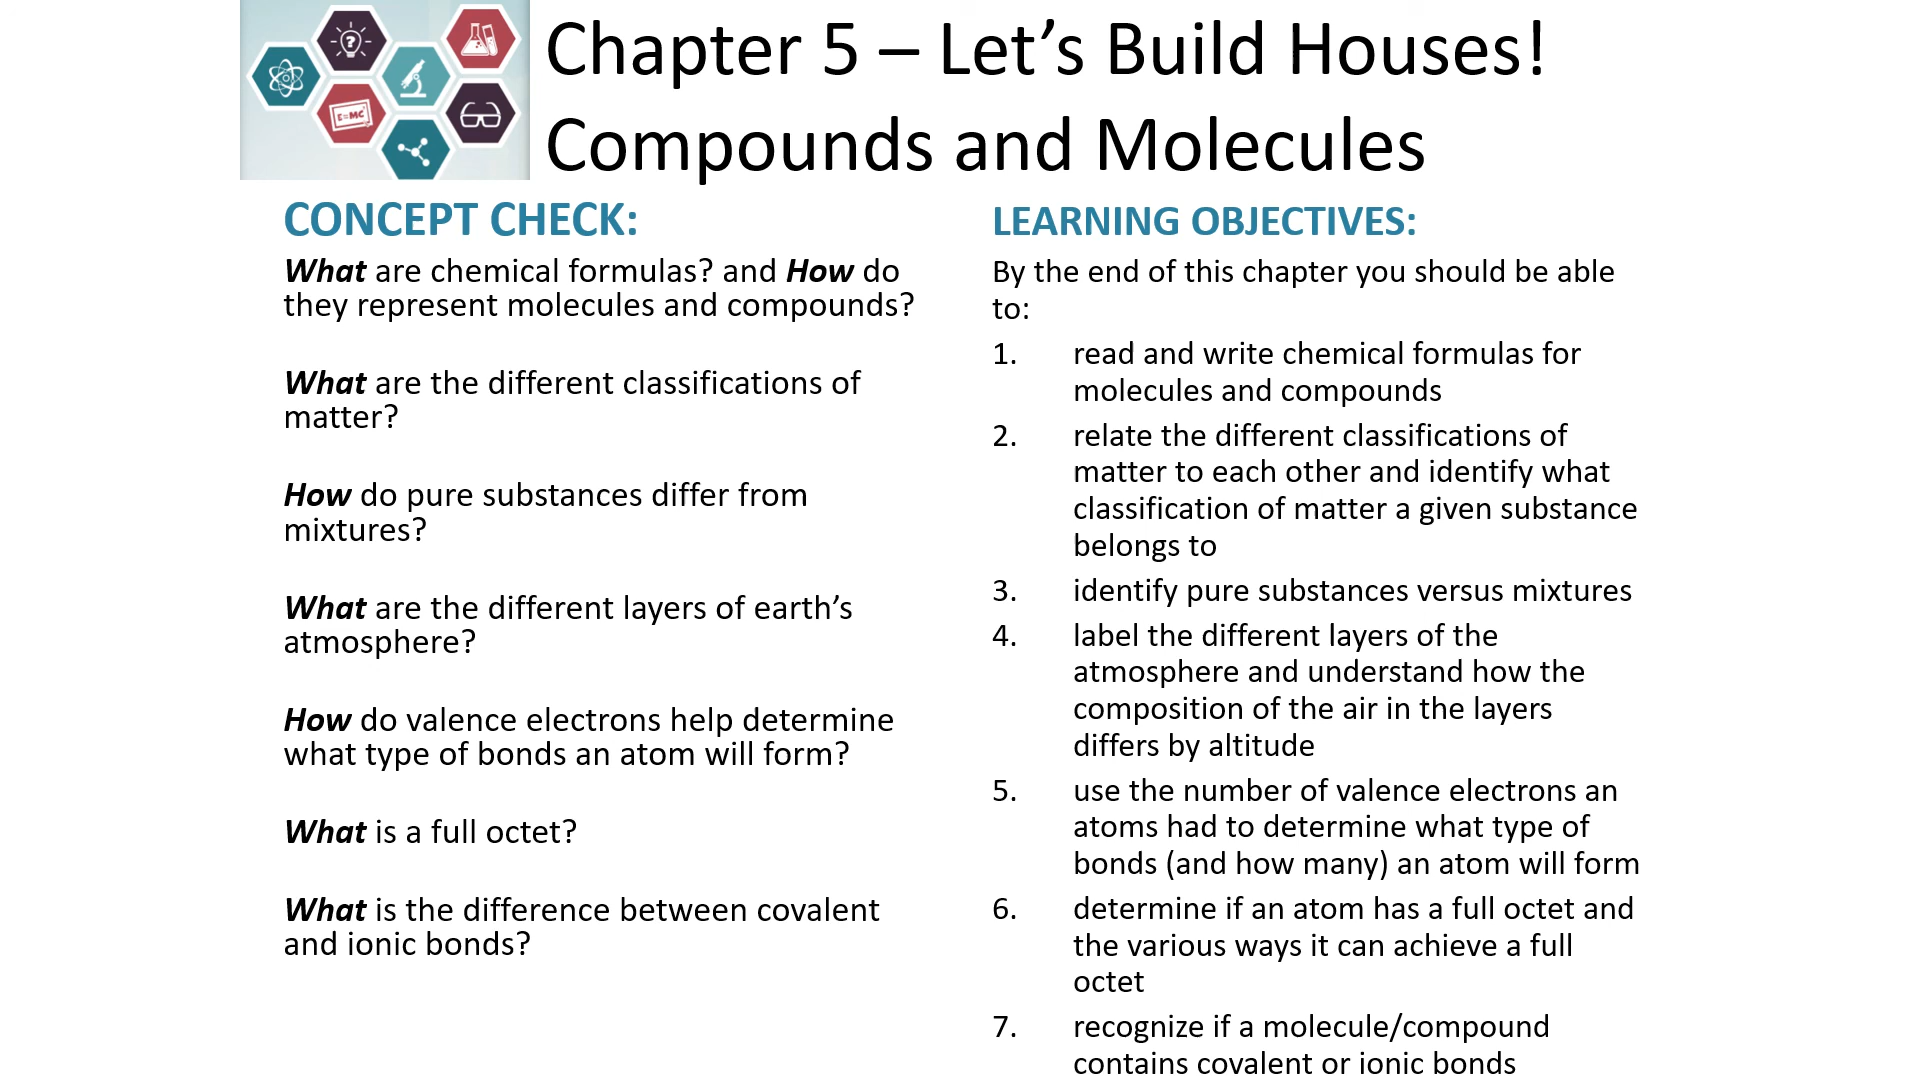 Chapter 5 – Let’s Build Houses!
Compounds and Molecules
E=MC
?
CONCEPT CHECK:
What are chemical formulas? and How do
they represent molecules and compounds?
What are the different classifications of
matter?
How do pure substances differ from
mixtures?
What are the different layers of earth’s
atmosphere?
How do valence electrons help determine
what type of bonds an atom will form?
What is a full octet?
What is the difference between covalent
and ionic bonds?
LEARNING OBJECTIVES:
By the end of this chapter you should be able
to:
1. read and write chemical formulas for
molecules and compounds
2. relate the different classifications of
matter to each other and identify what
classification of matter a given substance
belongs to
3. identify pure substances versus mixtures
4. label the different layers of the
atmosphere and understand how the
composition of the air in the layers
differs by altitude
5. use the number of valence electrons an
atoms had to determine what type of
bonds (and how many) an atom will form
6. determine if an atom has a full octet and
the various ways it can achieve a full
octet
7. recognize if a molecule/compound
contains covalent or ionic bonds